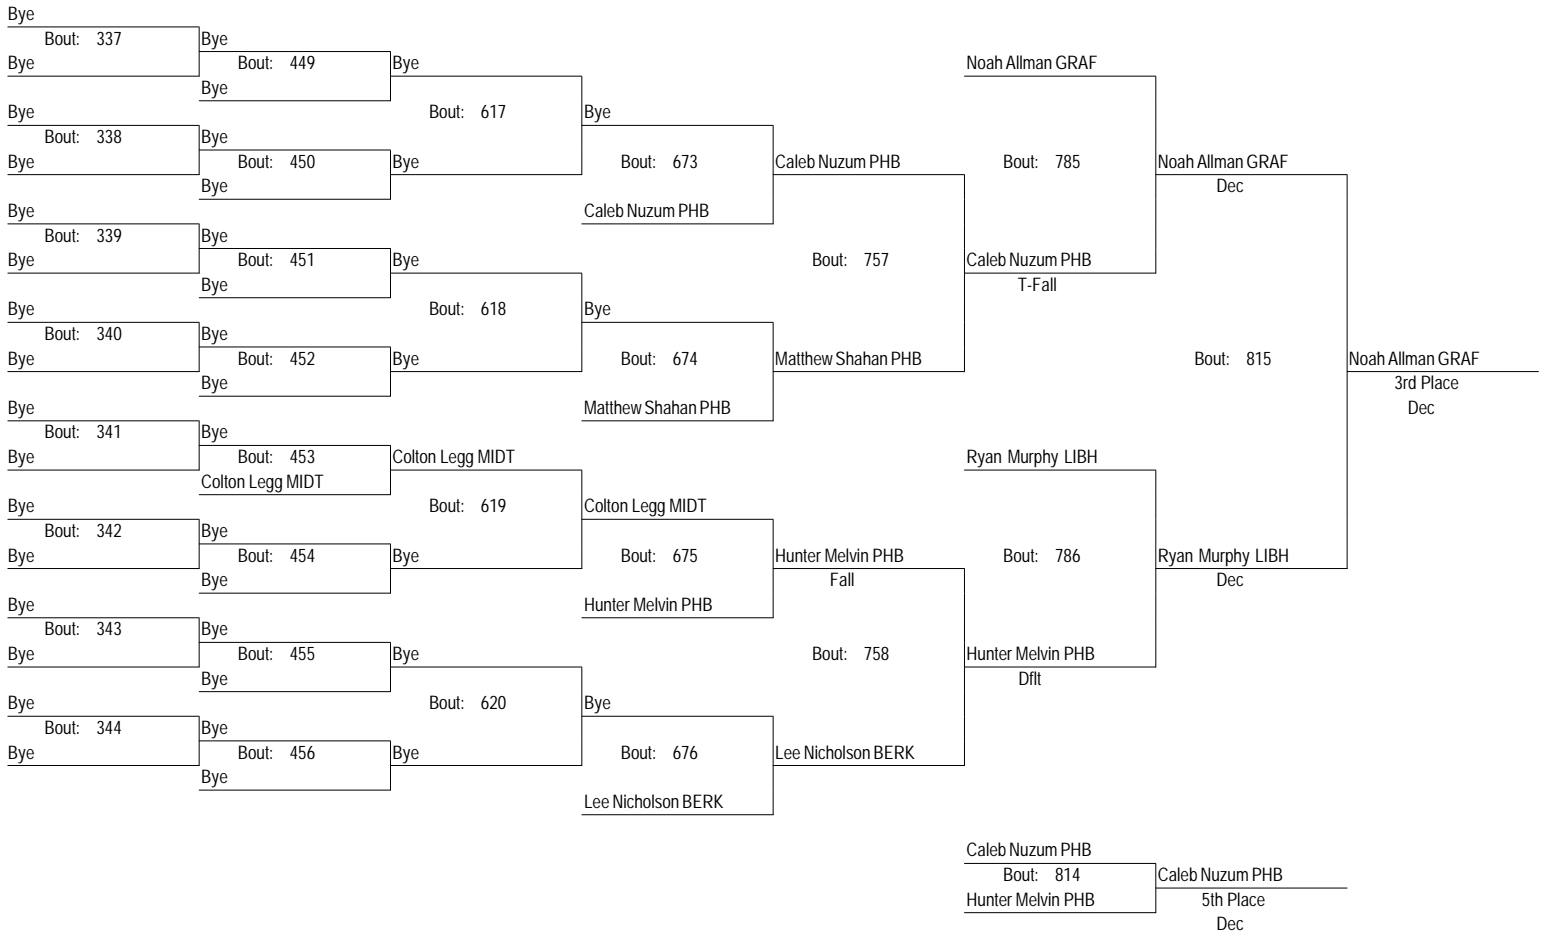 Bye
Bout: 337 Bye
Bye Bout: 449 Bye Noah Allman GRAF
Bye
Bye Bout: 617 Bye
Bout: 338 Bye
Bye Bout: 450 Bye Bout: 673 Caleb Nuzum PHB Bout: 785 Noah Allman GRAF
Bye Dec
Bye Caleb Nuzum PHB
Bout: 339 Bye
Bye Bout: 451 Bye Bout: 757 Caleb Nuzum PHB
Bye T-Fall
Bye Bout: 618 Bye
Bout: 340 Bye
Bye Bout: 452 Bye Bout: 674 Matthew Shahan PHB Bout: 815 Noah Allman GRAF
Bye 3rd Place
Bye Matthew Shahan PHB Dec
Bout: 341 Bye
Bye Bout: 453 Colton Legg MIDT Ryan Murphy LIBH
Colton Legg MIDT
Bye Bout: 619 Colton Legg MIDT
Bout: 342 Bye
Bye Bout: 454 Bye Bout: 675 Hunter Melvin PHB Bout: 786 Ryan Murphy LIBH
Bye Fall Dec
Bye Hunter Melvin PHB
Bout: 343 Bye
Bye Bout: 455 Bye Bout: 758 Hunter Melvin PHB
Bye Dflt
Bye Bout: 620 Bye
Bout: 344 Bye
Bye Bout: 456 Bye Bout: 676 Lee Nicholson BERK
Bye
Lee Nicholson BERK
Caleb Nuzum PHB
Bout: 814 Caleb Nuzum PHB
Hunter Melvin PHB 5th Place
Dec